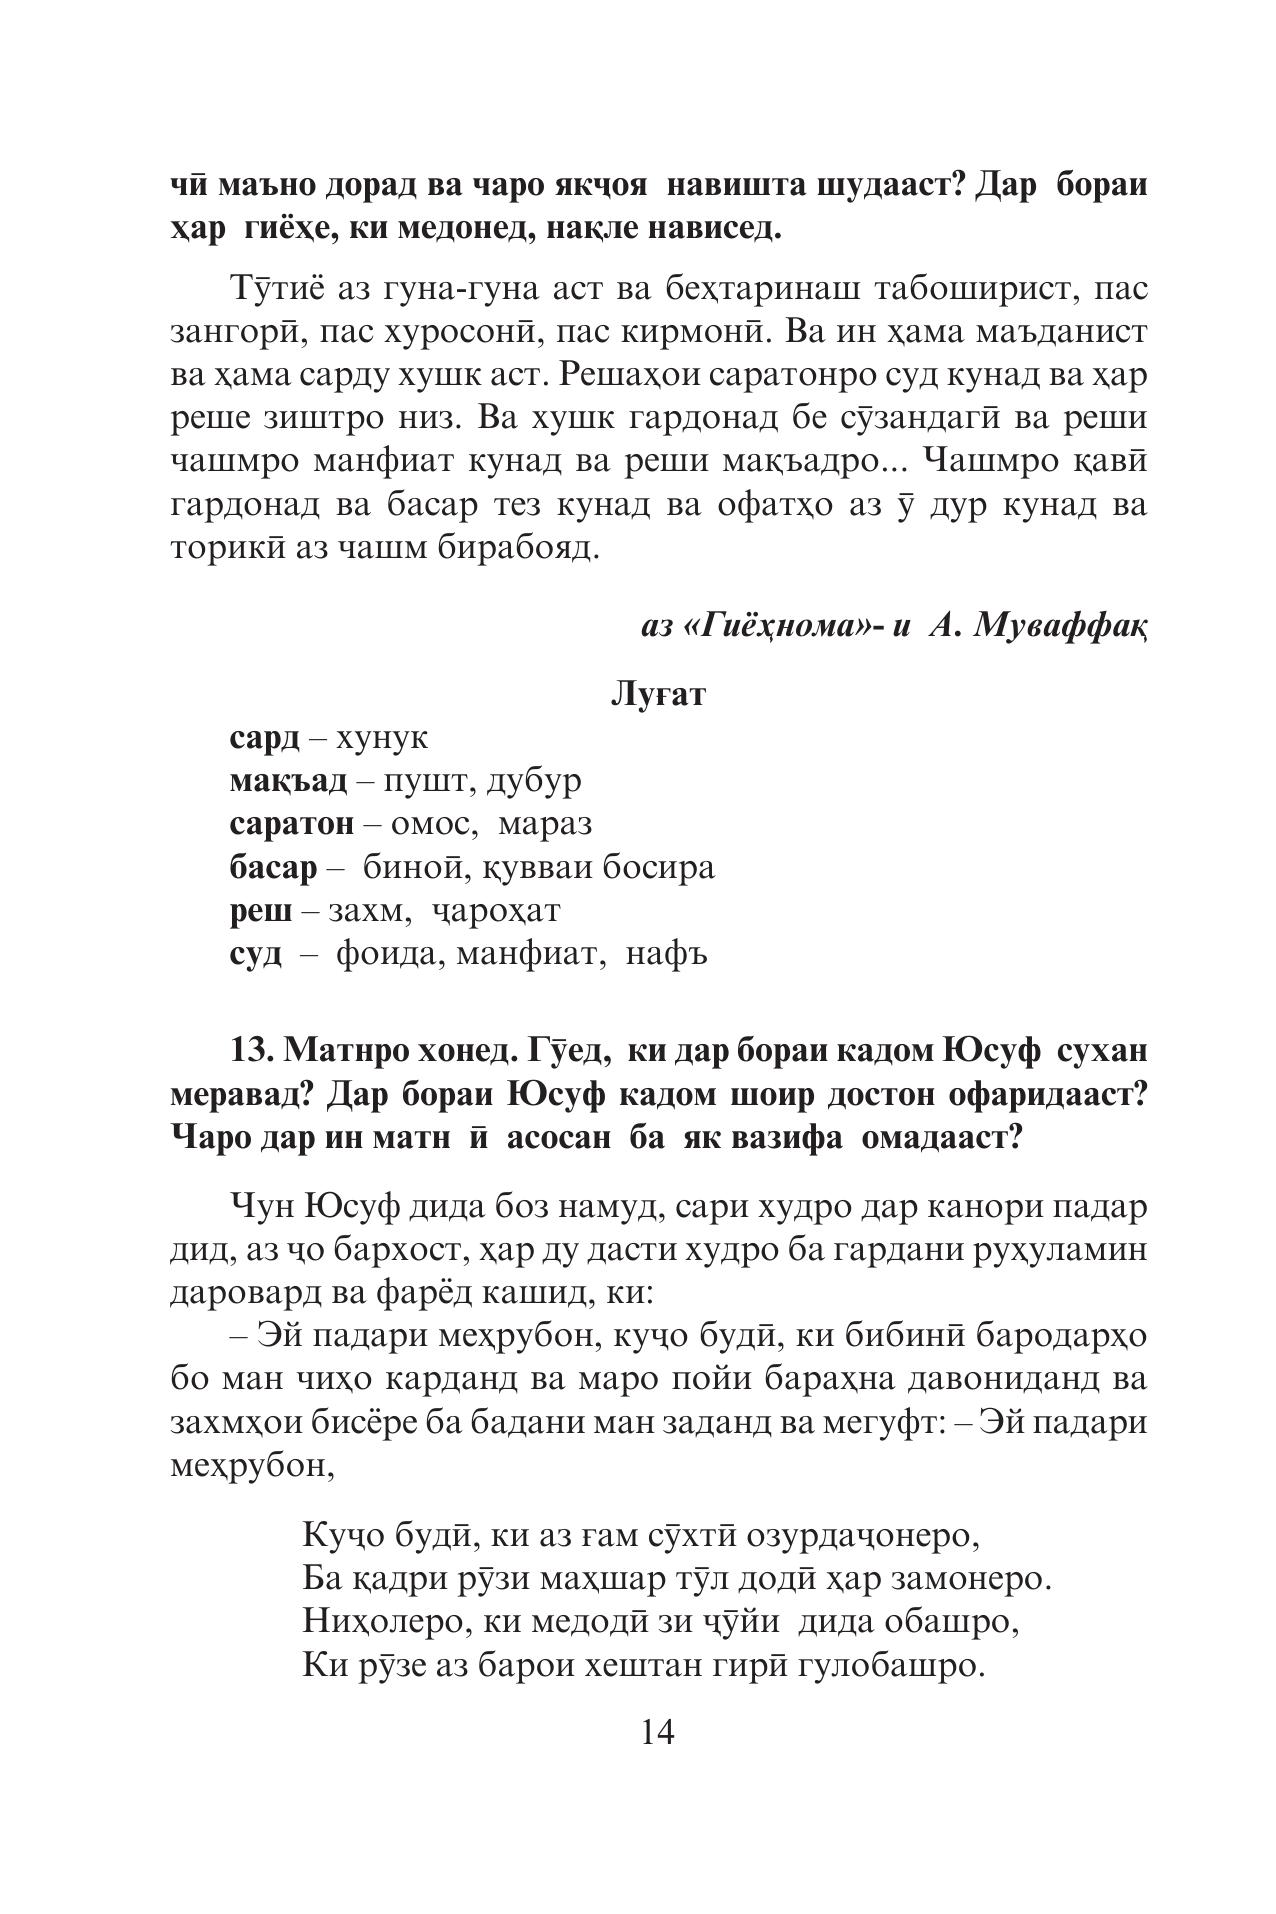 чӣ маъно дорад ва чаро якҷоя навишта шудааст? Дар бораи
ҳар гиёҳе, ки медонед, нақле нависед.
Тӯтиё аз гуна-гуна аст ва беҳтаринаш табоширист, пас
зангорӣ, пас хуросонӣ, пас кирмонӣ. Ва ин ҳама маъданист
ва ҳама сарду хушк аст. Решаҳои саратонро суд кунад ва ҳар
реше зиштро низ. Ва хушк гардонад бе сӯзандагӣ ва реши
чашмро манфиат кунад ва реши мақъадро... Чашмро қавӣ
гардонад ва басар тез кунад ва офатҳо аз ӯ дур кунад ва
торикӣ аз чашм бирабояд.
аз «Гиёҳнома»- и А. Муваффақ
Луғат
сард – хунук
мақъад – пушт, дубур
саратон – омос, мараз
басар – биноӣ, қувваи босира
реш – захм, ҷароҳат
суд – фоида, манфиат, нафъ
13. Матнро хонед. Гӯед, ки дар бораи кадом Юсуф сухан
меравад? Дар бораи Юсуф кадом шоир достон офаридааст?
Чаро дар ин матн ӣ асосан ба як вазифа омадааст?
Чун Юсуф дида боз намуд, сари худро дар канори падар
дид, аз ҷо бархост, ҳар ду дасти худро ба гардани руҳуламин
даровард ва фарёд кашид, ки:
– Эй падари меҳрубон, куҷо будӣ, ки бибинӣ бародарҳо
бо ман чиҳо карданд ва маро пойи бараҳна давониданд ва
захмҳои бисёре ба бадани ман заданд ва мегуфт: – Эй падари
меҳрубон,
Куҷо будӣ, ки аз ғам сӯхтӣ озурдаҷонеро,
Ба қадри рӯзи маҳшар тӯл додӣ ҳар замонеро.
Ниҳолеро, ки медодӣ зи ҷӯйи дида обашро,
Ки рӯзе аз барои хештан гирӣ гулобашро.
14